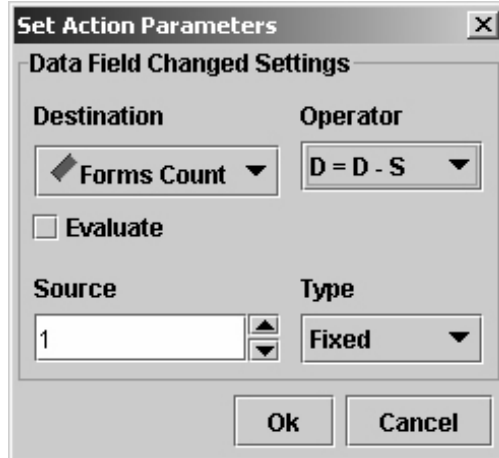 Set Action Parameters
Data Field Changed Settings
Destination Operator
Forms Count D = D - S
Evaluate
Source Type
1 Fixed
Ok Cancel